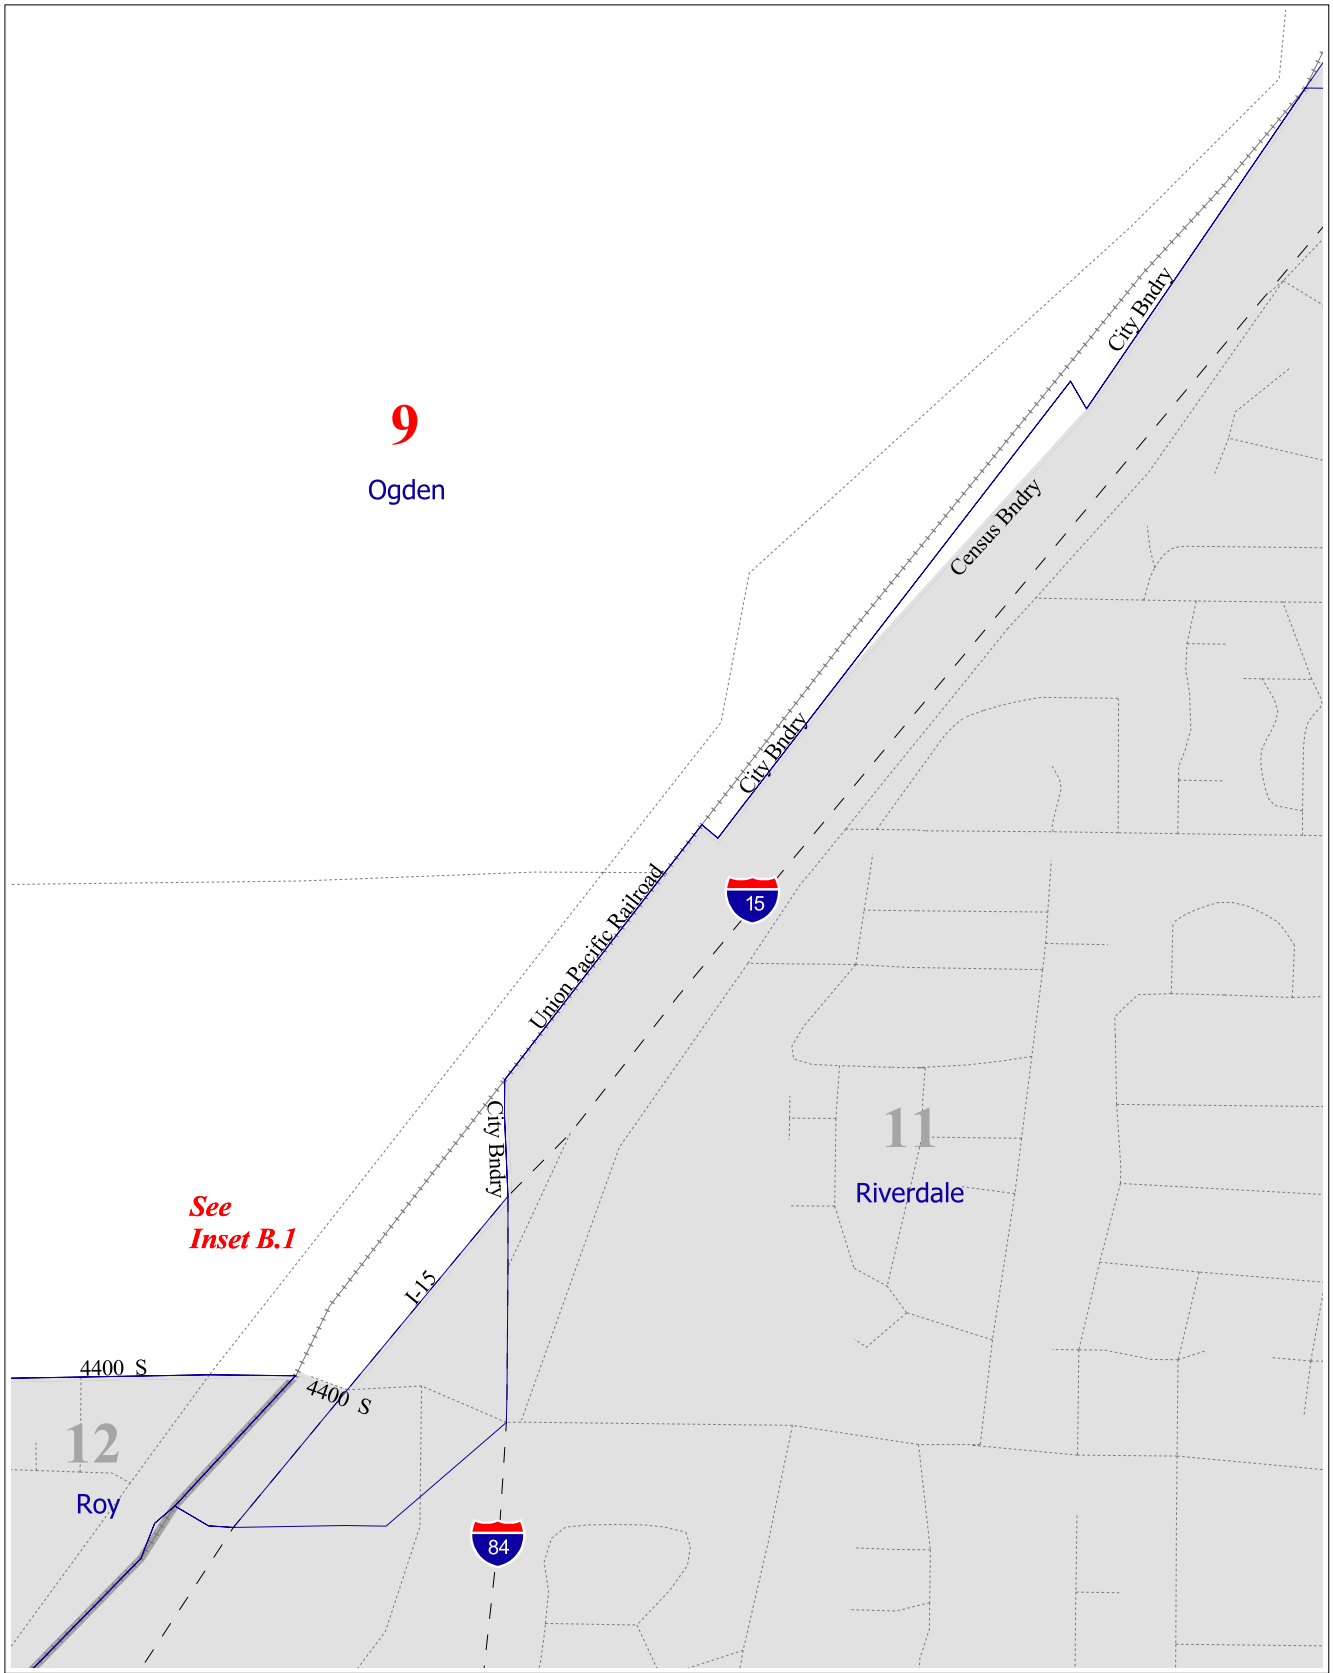 City Bndry
9
Ogden
Census Bndry
City Bndry
Union Pacific Railroad
15
City Bndry
11
Riverdale
See
Inset B.1
I-15
4400 S
4400 S
12
Roy
84